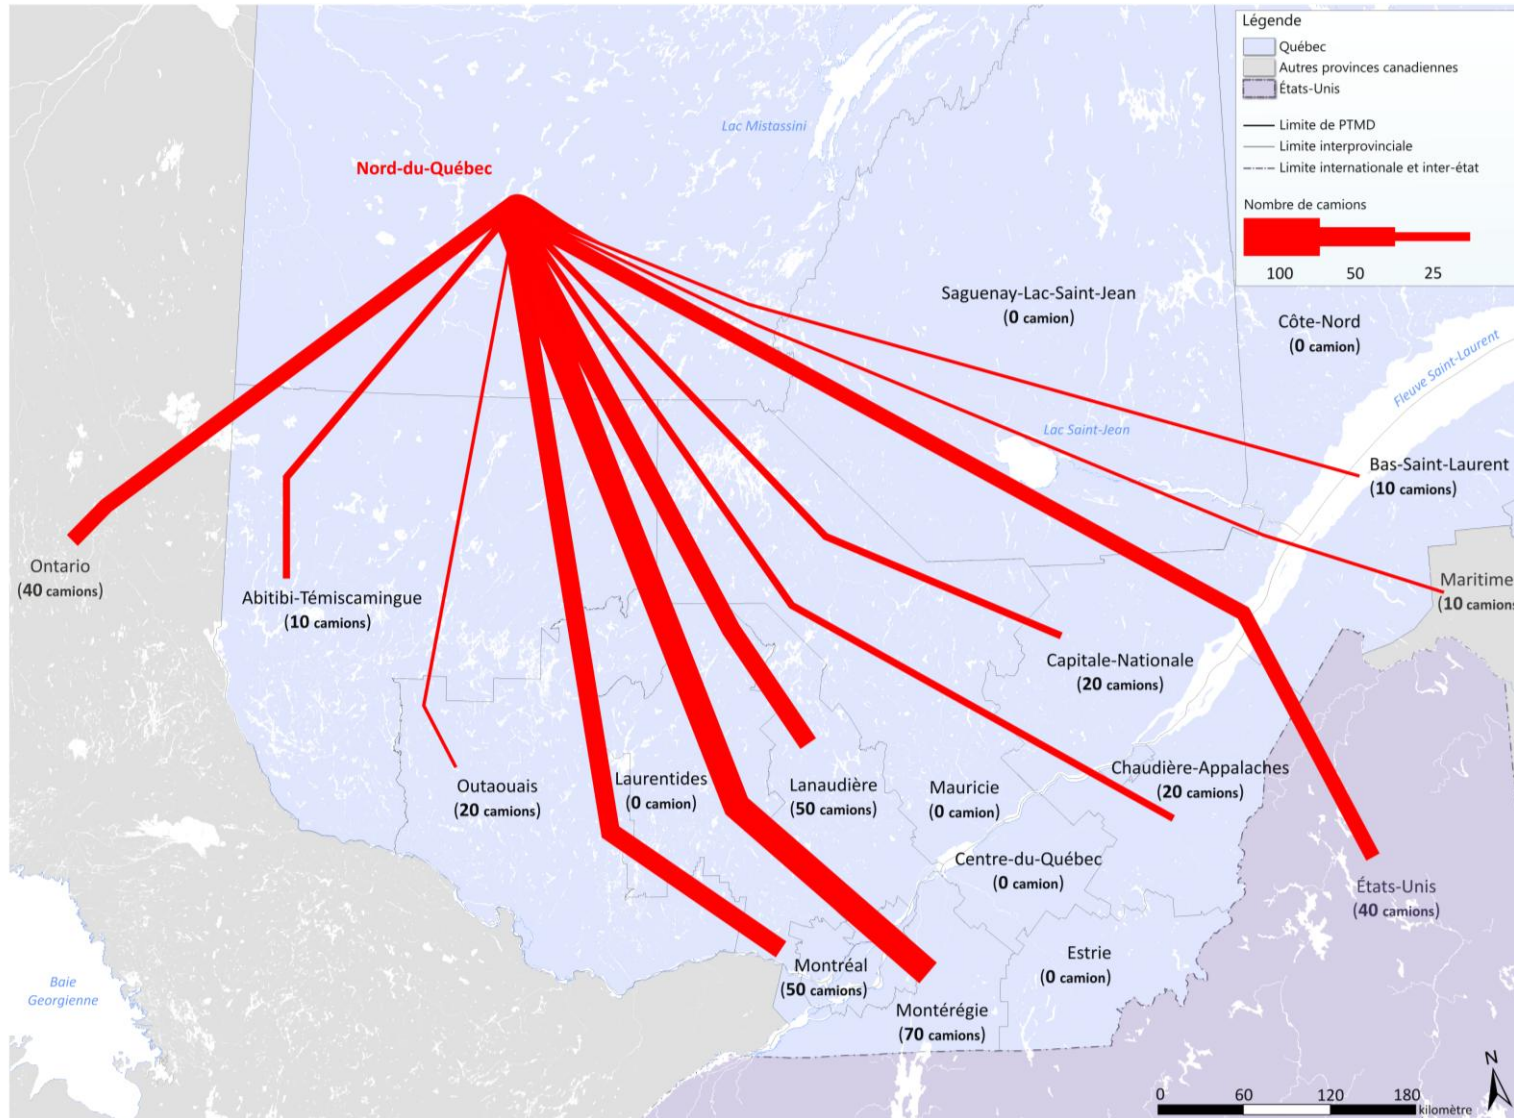 Légende
Québec
Autres provinces canadiennes
États-Unis
Limite de PTMD
Limite interprovinciale
Limite internationale et inter-état
Nombre de camions
100 50 25
Lac Mistassini
Nord-du-Québec
Saguenay-Lac-Saint-Jean
(0 camion)
Côte-Nord
(0 camion)
Fleuve Saint-Laurent
Lac Saint-Jean
Bas-Saint-Laurent
(10 camions)
Ontario
(40 camions)
Abitibi-Témiscamingue
(10 camions)
Maritime
(10 camions
Capitale-Nationale
(20 camions)
Outaouais
(20 camions)
Laurentides
(0 camion)
Lanaudière
(50 camions)
Mauricie
(0 camion)
Chaudière-Appalaches
(20 camions)
Centre-du-Québec
(0 camion)
États-Unis
(40 camions)
Montréal
(50 camions)
Estrie
(0 camion)
Montérégie
(70 camions)
Baie
Georgienne
N
0 60 120 180
kilomètre